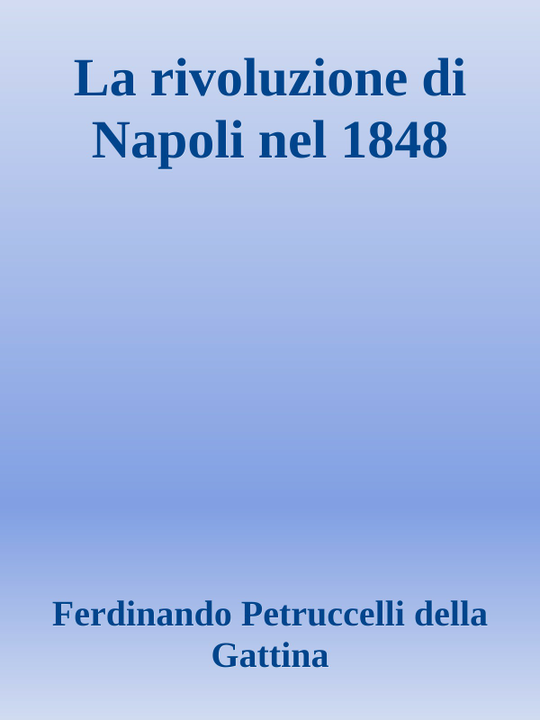 La rivoluzione di
Napoli nel 1848
Ferdinando Petruccelli della
Gattina